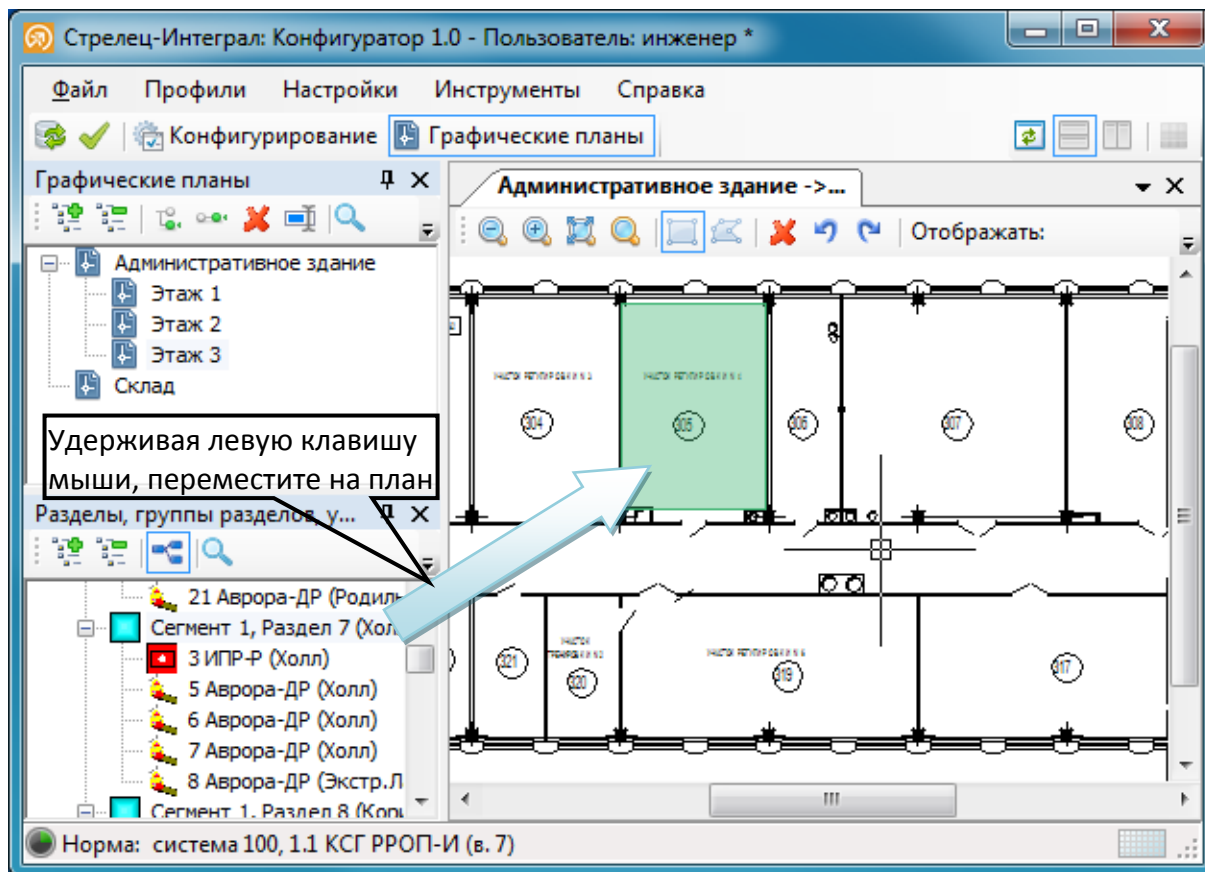 Стрелец-Интеграл: Конфигуратор 1.0 - Пользователь: инженер *
Файл Профили Настройки Инструменты Справка
Конфигурирование Графические планы
Графические планы
Административное здание ->...
Отображать:
Административное здание
Этаж 1
Этаж 2
Этаж 3
Склад
304
305
306
307
308
Удерживая левую клавишу
мыши, переместите на план
Разделы, группы разделов, у...
21 Аврора-ДР (Родиль
Сегмент 1, Раздел 7 (Хол
3 ИПР-Р (Холл)
5 Аврора-ДР (Холл)
6 Аврора-ДР (Холл)
7 Аврора-ДР (Холл)
8 Аврора-ДР (Экстр.Л
Сегмент 1, Раздел 8 (Кори
321
320
319
317
Норма: система 100, 1.1 КСГ РРОП-И (в. 7)